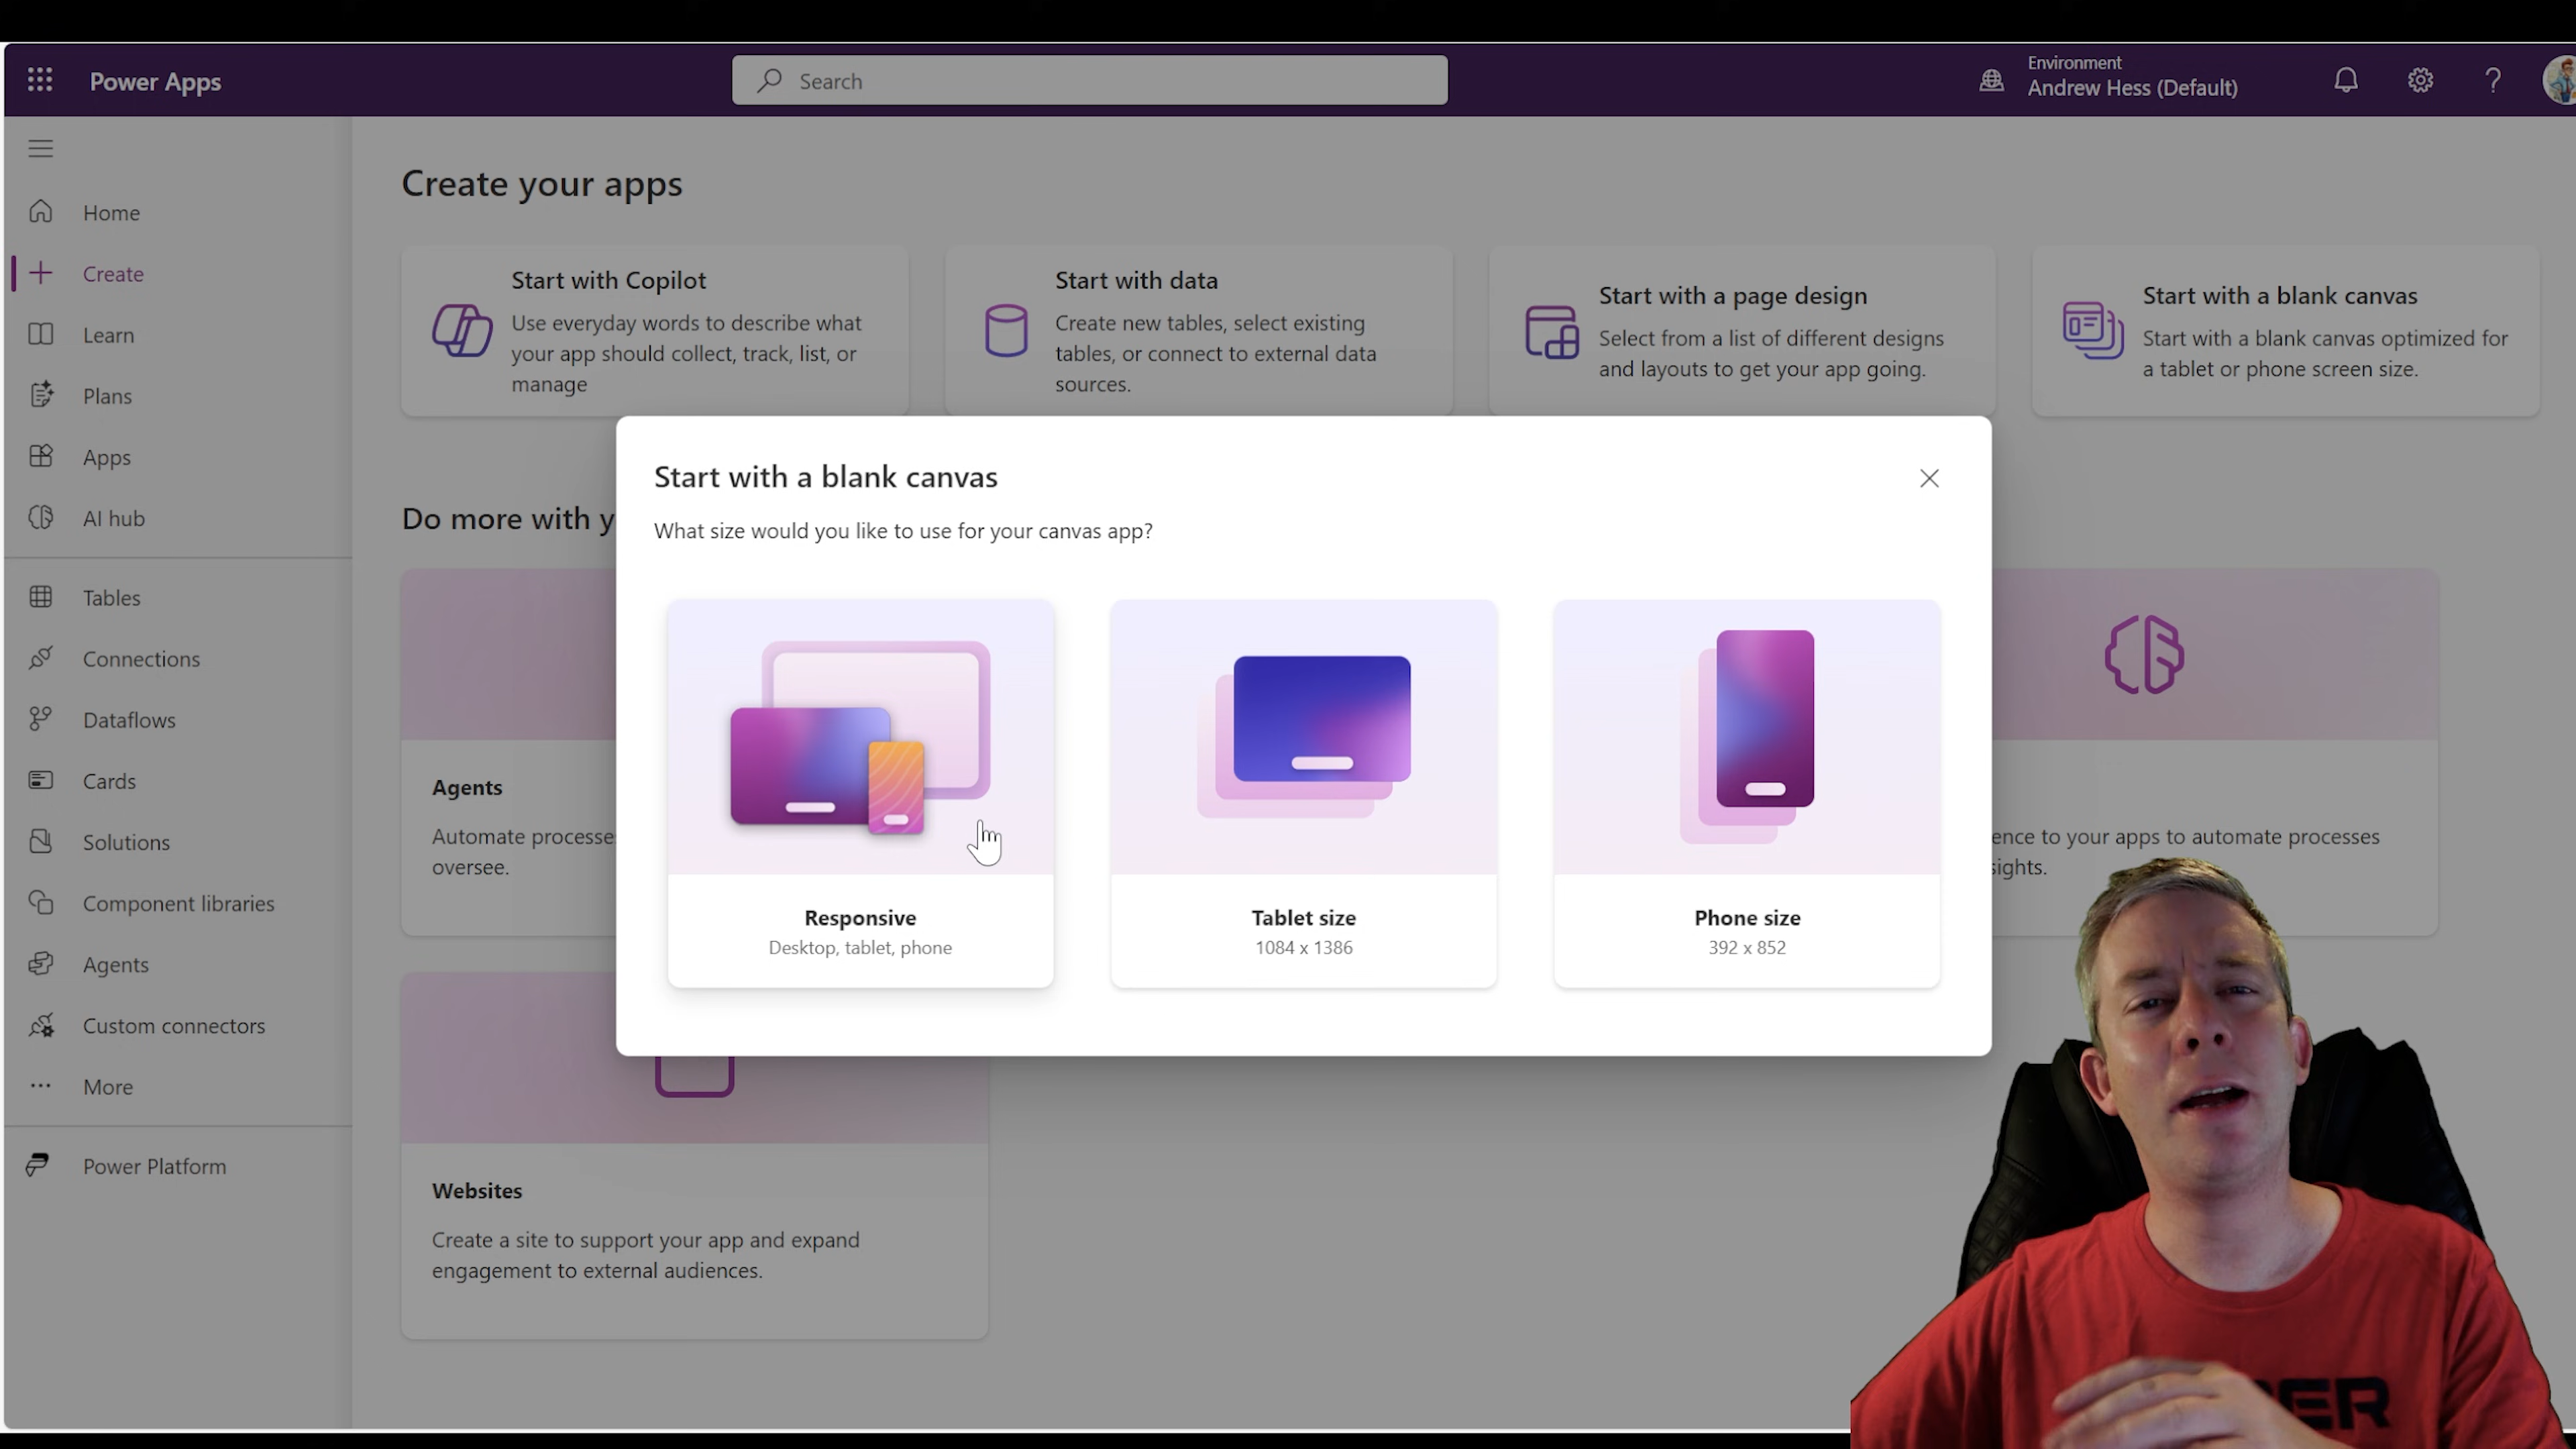 Power Apps
Search
Environment
Andrew Hess (Default)
Home
Create
Learn
Plans
Apps
AI hub
Tables
Connections
Dataflows
Cards
Solutions
Component libraries
Agents
Custom connectors
More
Power Platform
Create your apps
Start with Copilot
Use everyday words to describe what
your app should collect, track, list, or
manage
Start with data
Create new tables, select existing
tables, or connect to external data
sources.
Start with a page design
Select from a list of different designs
and layouts to get your app going.
Start with a blank canvas
Start with a blank canvas optimized for
a tablet or phone screen size.
Do more with y
Start with a blank canvas
What size would you like to use for your canvas app?
Responsive
Desktop, tablet, phone
Tablet size
1084 x 1386
Phone size
392 x 852
Agents
Automate processes
oversee.
ence to your apps to automate processes
sights.
Websites
Create a site to support your app and expand
engagement to external audiences.